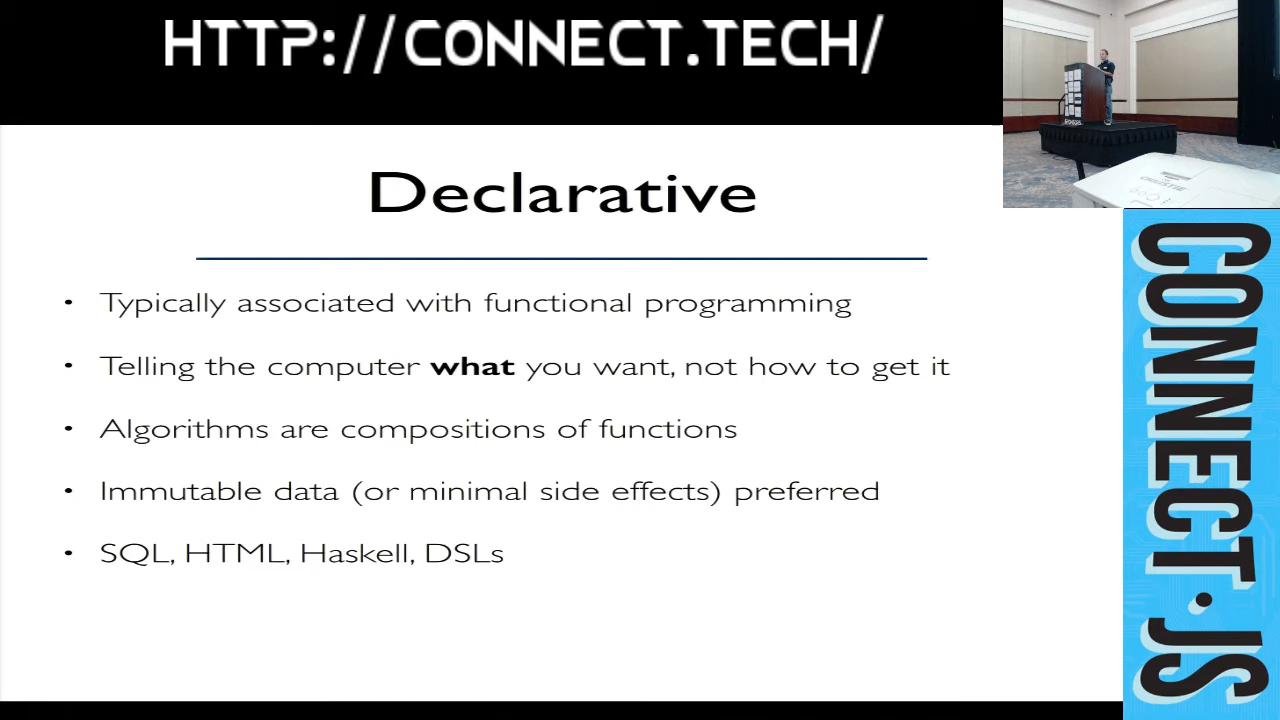 HTTP://CONNECT.TECH/
Declarative
• Typically associated with functional programming
• Telling the computer what you want, not how to get it
• Algorithms are compositions of functions
• Immutable data (or minimal side effects) preferred
• SQL, HTML, Haskell, DSLs
CONNECT.JS
CHRISTIE